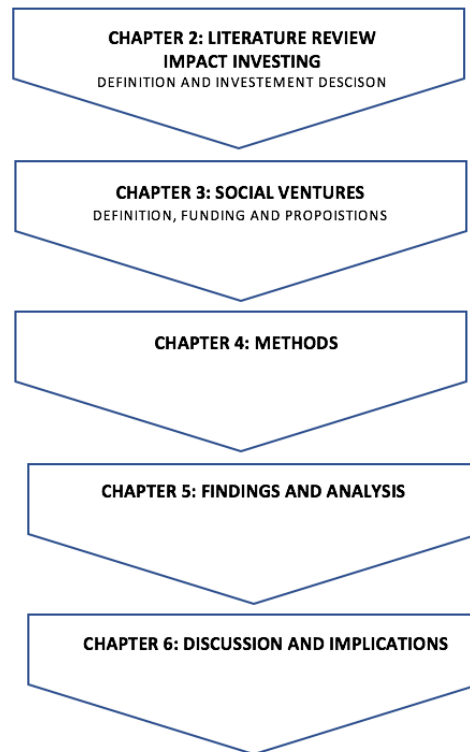 CHAPTER 2: LITERATURE REVIEW
IMPACT INVESTING
DEFINITION AND INVESTEMENT DESCISON
CHAPTER 3: SOCIAL VENTURES
DEFINITION, FUNDING AND PROPOISTIONS
CHAPTER 4: METHODS
CHAPTER 5: FINDINGS AND ANALYSIS
CHAPTER 6: DISCUSSION AND IMPLICATIONS